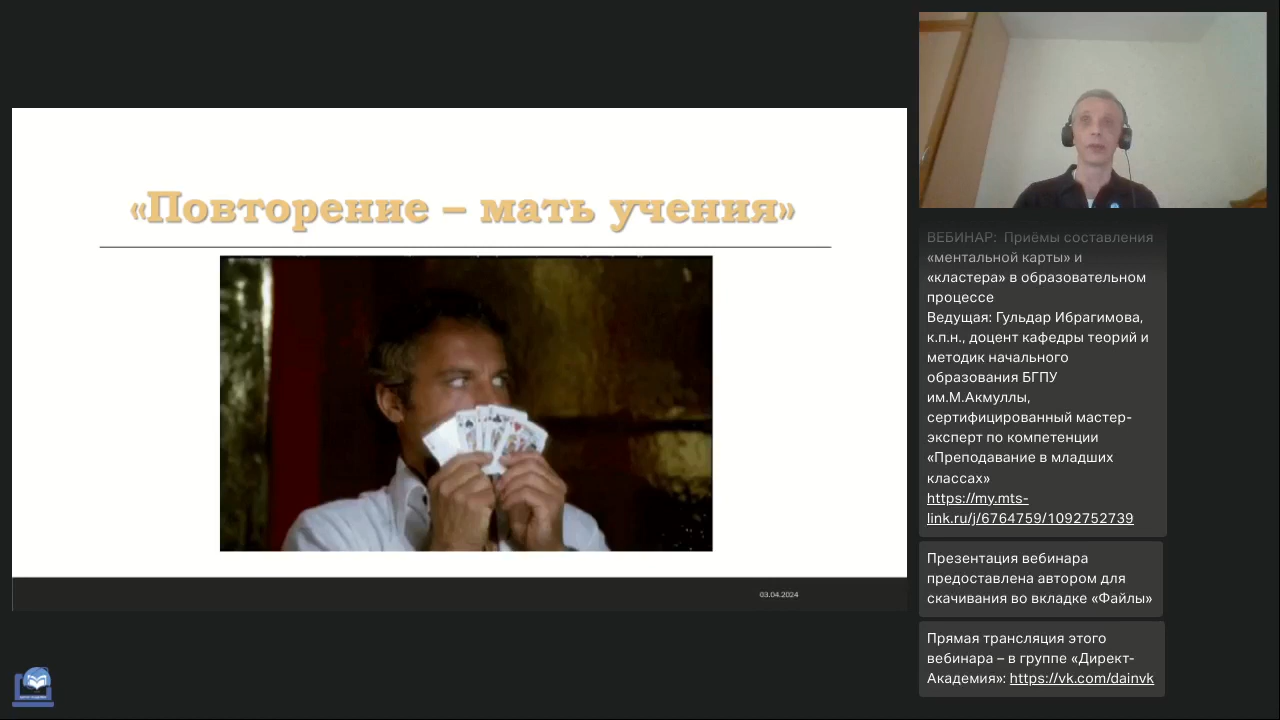 «Повторение – мать учения»
03.04.2024
ВЕБИНАР: Приёмы составления
«ментальной карты» и
«кластера» в образовательном
процессе
Ведущая: Гульдар Ибрагимова,
к.п.н., доцент кафедры теорий и
методик начального
образования БГПУ
им.М.Акмуллы,
сертифицированный мастер-
эксперт по компетенции
«Преподавание в младших
классах»
https://my.mts-
link.ru/j/6764759/1092752739
Презентация вебинара
предоставлена автором для
скачивания во вкладке «Файлы»
Прямая трансляция этого
вебинара – в группе «Директ-
Академия»: https://vk.com/dainvk